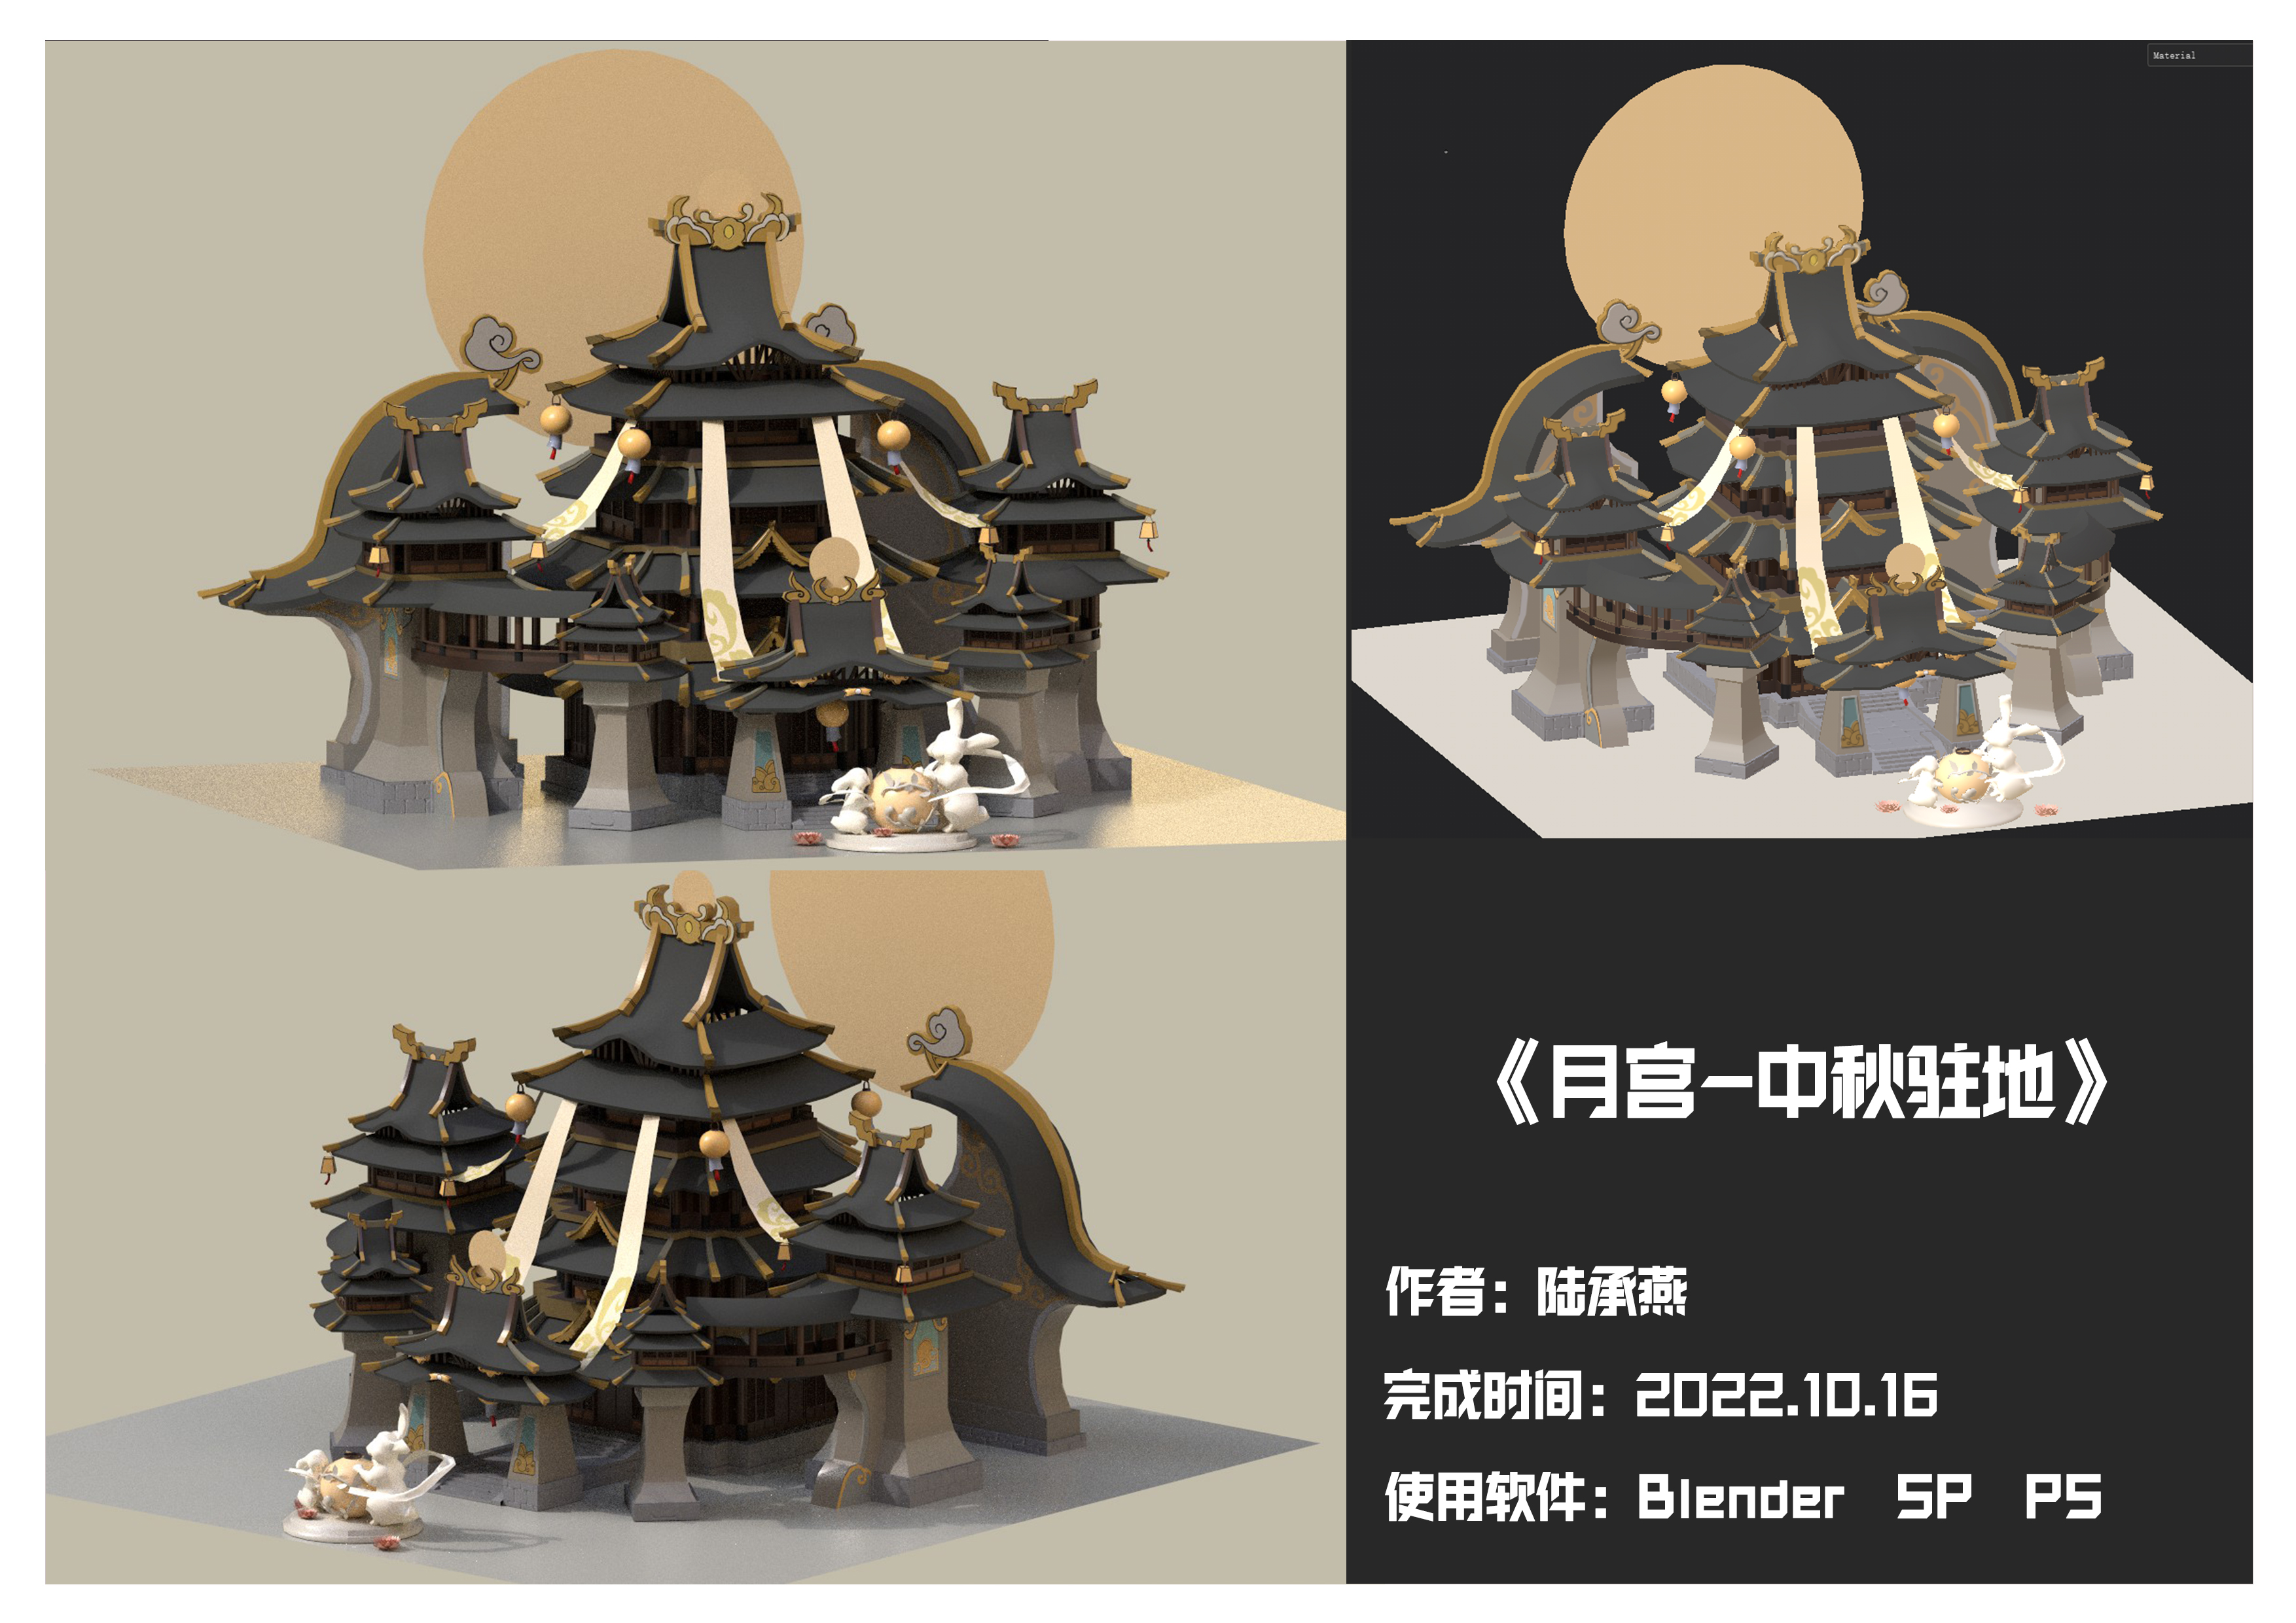 Material
《月宫-中秋驻地》
作者：陆承燕
完成时间：2022.10.16
使用软件：Blender SP PS